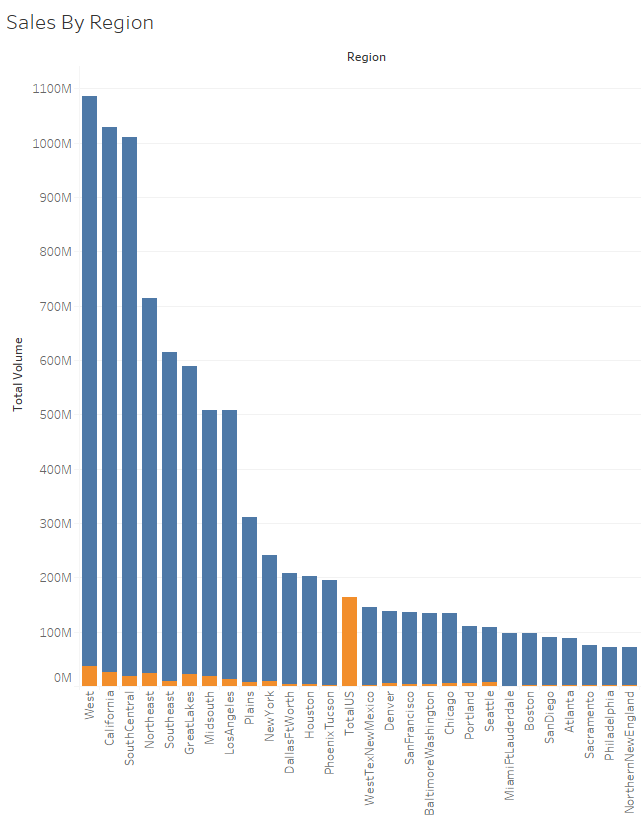 Sales By Region
Region
Total Volume
1100M
1000M
900M
800M
700M
600M
500M
400M
300M
200M
100M
0M
West
California
SouthCentral
Northeast
Southeast
GreatLakes
Midsouth
LosAngeles
Plains
NewYork
DallasFtWorth
Houston
PhoenixTucson
TotalUS
WestTexNewMexico
Denver
SanFrancisco
BaltimoreWashington
Chicago
Portland
Seattle
MiamiFtLauderdale
Boston
SanDiego
Atlanta
Sacramento
Philadelphia
NorthernNewEngland